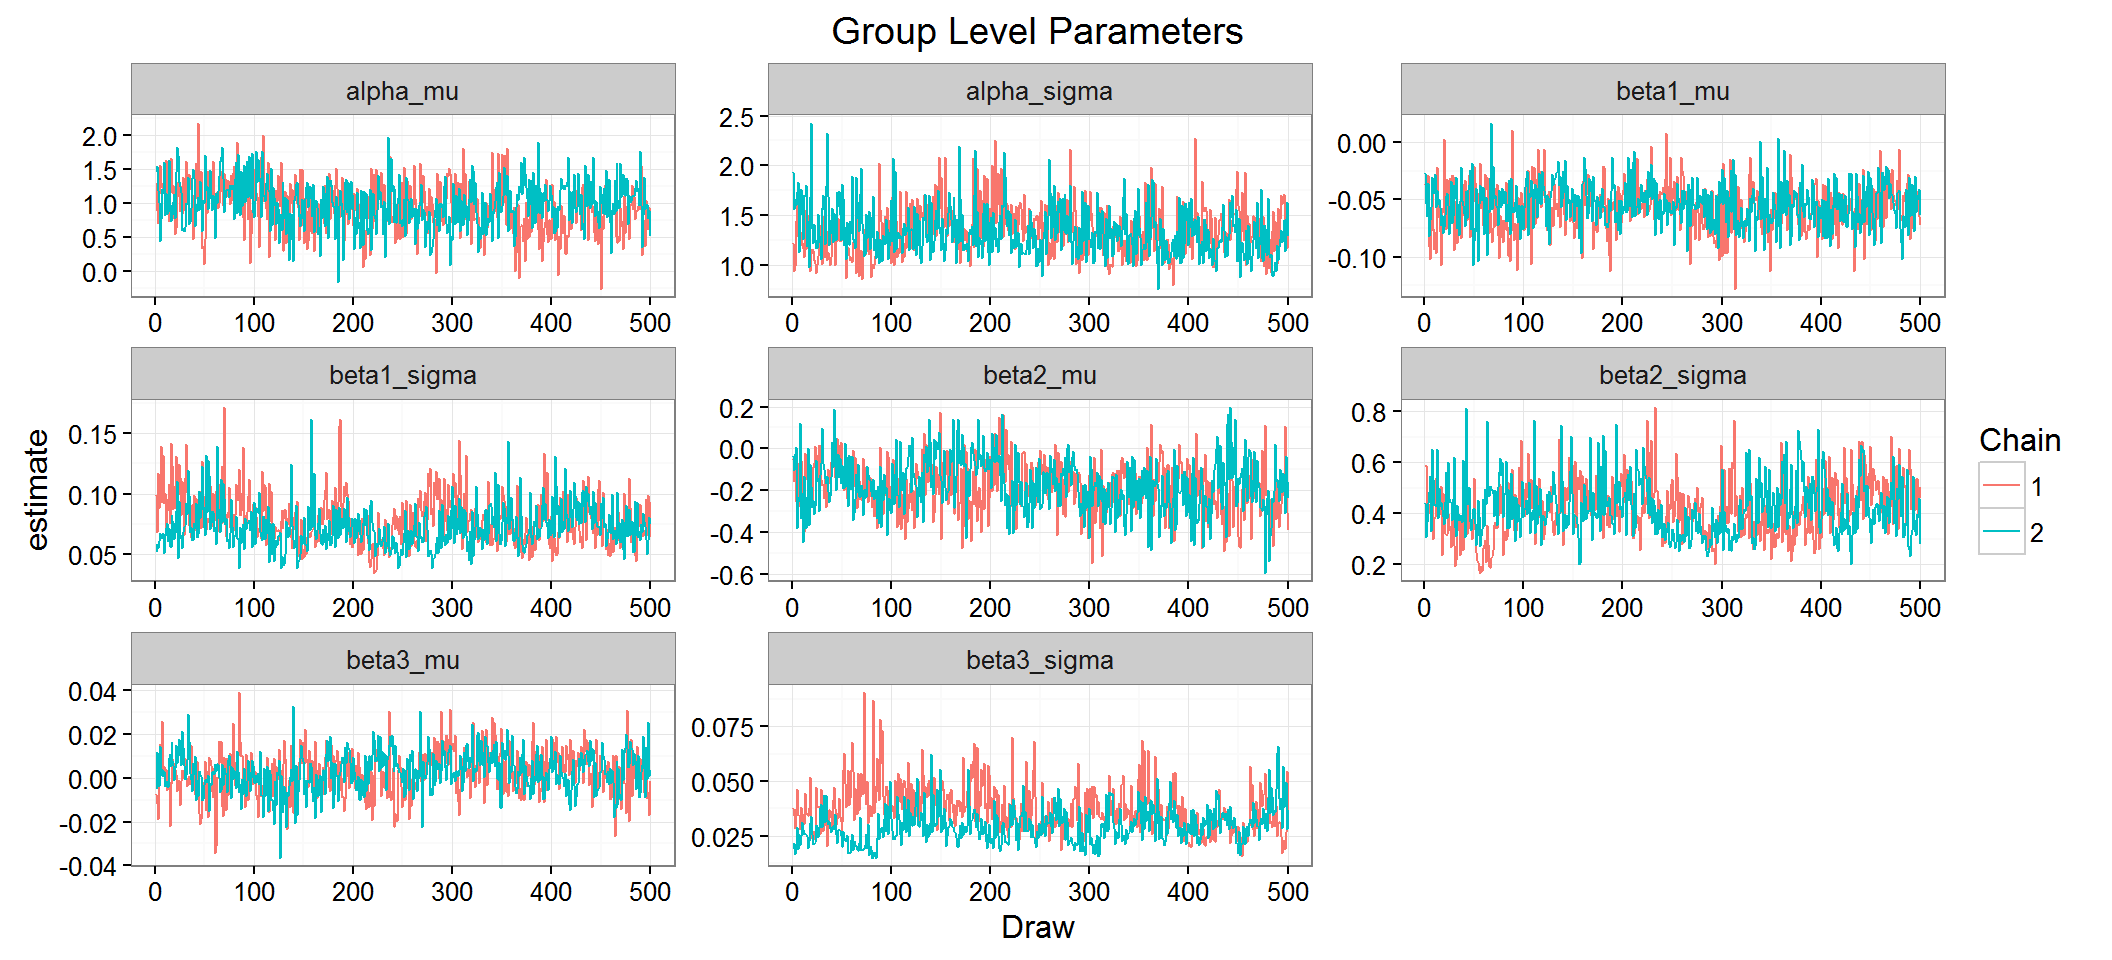 Group Level Parameters
alpha_mu
alpha_sigma
beta1_mu
2.0
1.5
1.0
0.5
0.0
2.5
2.0
1.5
1.0
0.00
-0.05
-0.10
0 100 200 300 400 500
0 100 200 300 400 500
0 100 200 300 400 500
beta1_sigma
beta2_mu
beta2_sigma
estimate
0.15
0.10
0.05
0.2
0.0
-0.2
-0.4
-0.6
0.8
0.6
0.4
0.2
0 100 200 300 400 500
0 100 200 300 400 500
0 100 200 300 400 500
Chain
1
2
beta3_mu
beta3_sigma
0.04
0.02
0.00
-0.02
-0.04
0.075
0.050
0.025
0 100 200 300 400 500
0 100 200 300 400 500
Draw